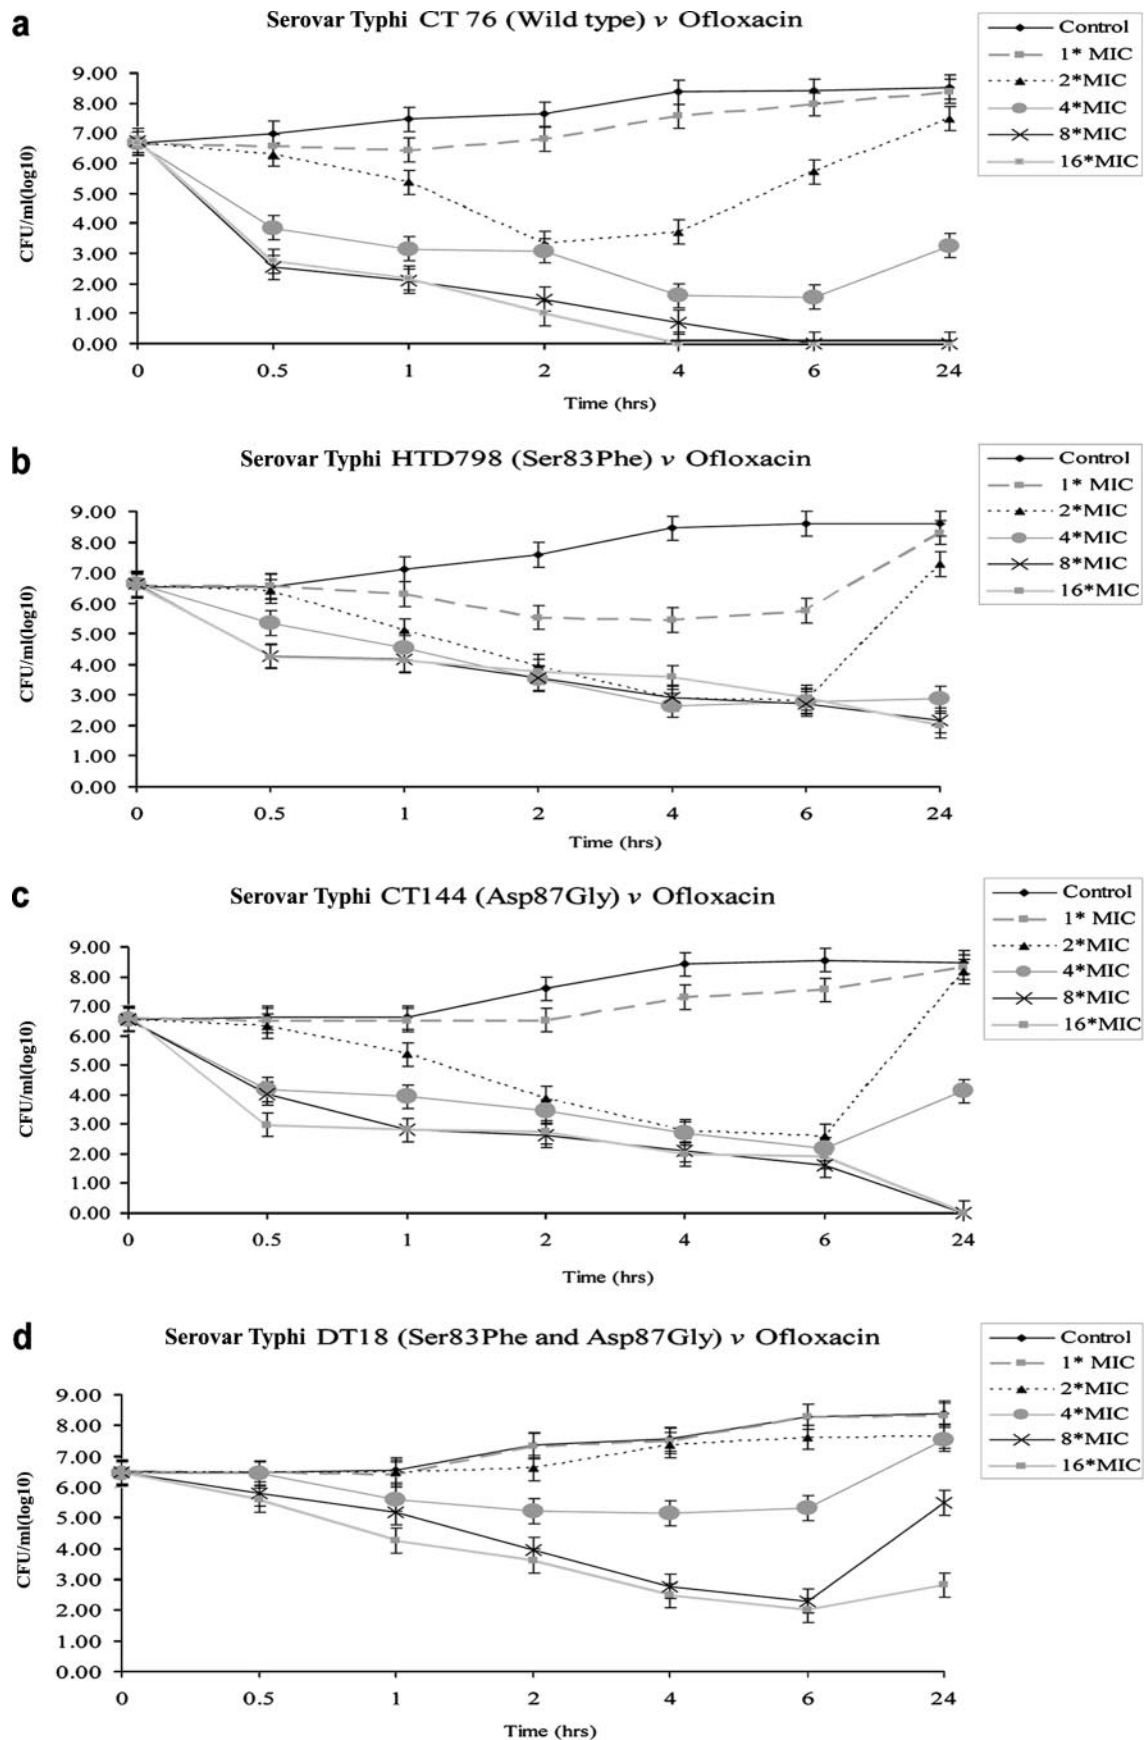 a
Serovar Typhi CT 76 (Wild type) v Ofloxacin
Control
1* MIC
2*MIC
4*MIC
8*MIC
16*MIC
CFU/ml(log10)
9.00
8.00
7.00
6.00
5.00
4.00
3.00
2.00
1.00
0.00
0 0.5 1 2 4 6 24
Time (hrs)
b
Serovar Typhi HTD798 (Ser83Phe) v Ofloxacin
Control
1* MIC
2*MIC
4*MIC
8*MIC
16*MIC
CFU/ml(log10)
9.00
8.00
7.00
6.00
5.00
4.00
3.00
2.00
1.00
0.00
0 0.5 1 2 4 6 24
Time (hrs)
c
Serovar Typhi CT144 (Asp87Gly) v Ofloxacin
Control
1* MIC
2*MIC
4*MIC
8*MIC
16*MIC
CFU/ml(log10)
9.00
8.00
7.00
6.00
5.00
4.00
3.00
2.00
1.00
0.00
0 0.5 1 2 4 6 24
Time (hrs)
d
Serovar Typhi DT18 (Ser83Phe and Asp87Gly) v Ofloxacin
Control
1* MIC
2*MIC
4*MIC
8*MIC
16*MIC
CFU/ml(log10)
9.00
8.00
7.00
6.00
5.00
4.00
3.00
2.00
1.00
0.00
0 0.5 1 2 4 6 24
Time (hrs)